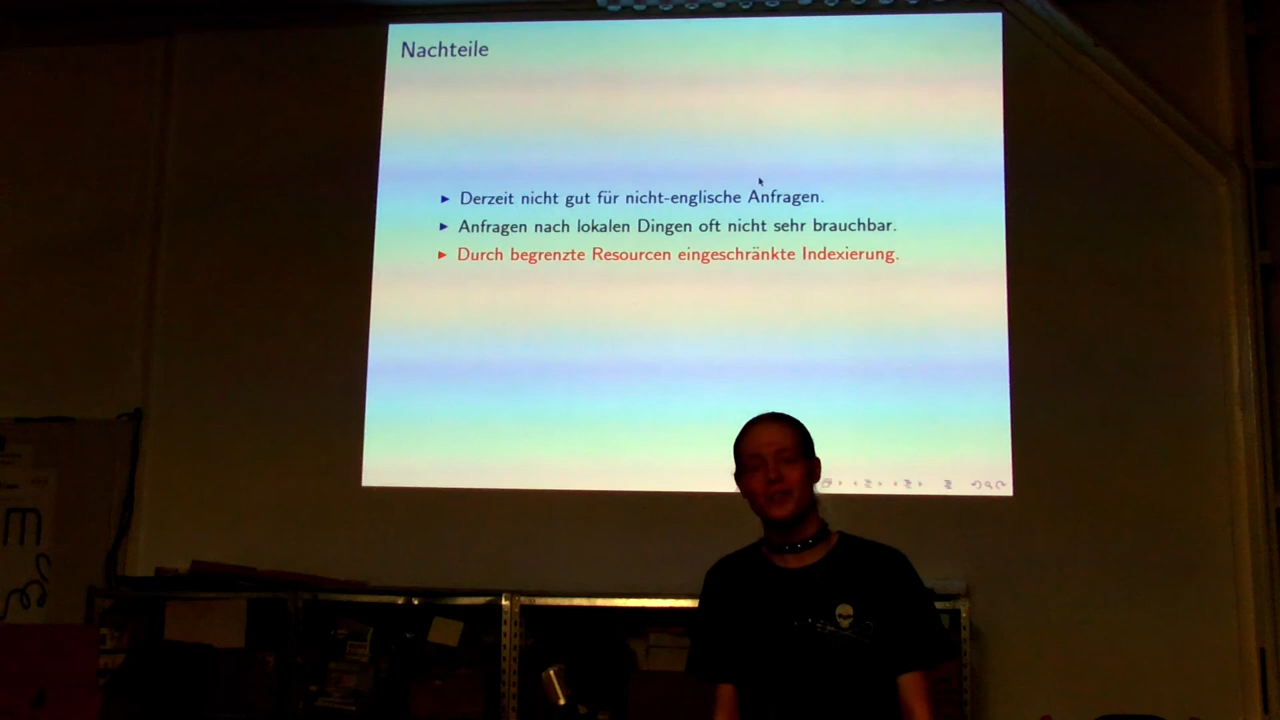 Nachteile
Derzeit nicht gut für nicht-englische Anfragen.
Anfragen nach lokalen Dingen oft nicht sehr brauchbar.
Durch begrenzte Resourcen eingeschränkte Indexierung.